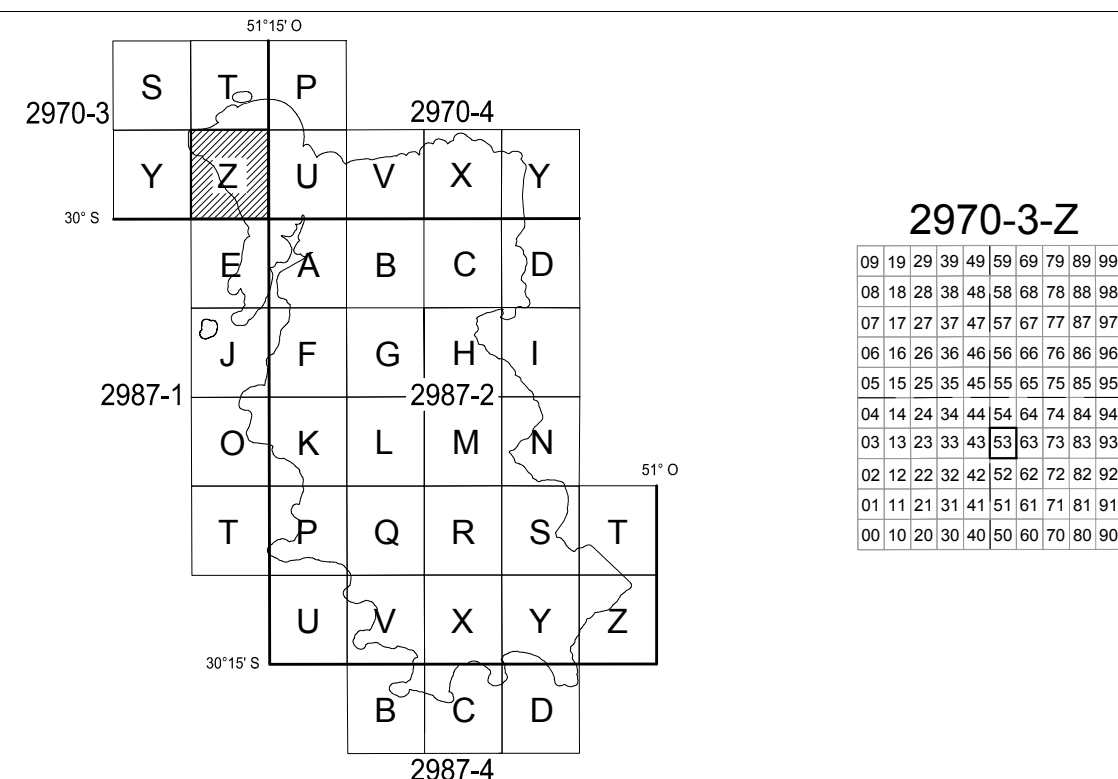 51°15' O
S T P
2970-3
2970-4
Y Z U V X Y
30° S
E A B C D
J F G H I
2987-1
2987-2
O K L M N
51° O
T P Q R S T
U V X Y Z
30°15' S
B C D
2987-4
2970-3-Z
09 19 29 39 49 59 69 79 89 99
08 18 28 38 48 58 68 78 88 98
07 17 27 37 47 57 67 77 87 97
06 16 26 36 46 56 66 76 86 96
05 15 25 35 45 55 65 75 85 95
04 14 24 34 44 54 64 74 84 94
03 13 23 33 43 53 63 73 83 93
02 12 22 32 42 52 62 72 82 92
01 11 21 31 41 51 61 71 81 91
00 10 20 30 40 50 60 70 80 90